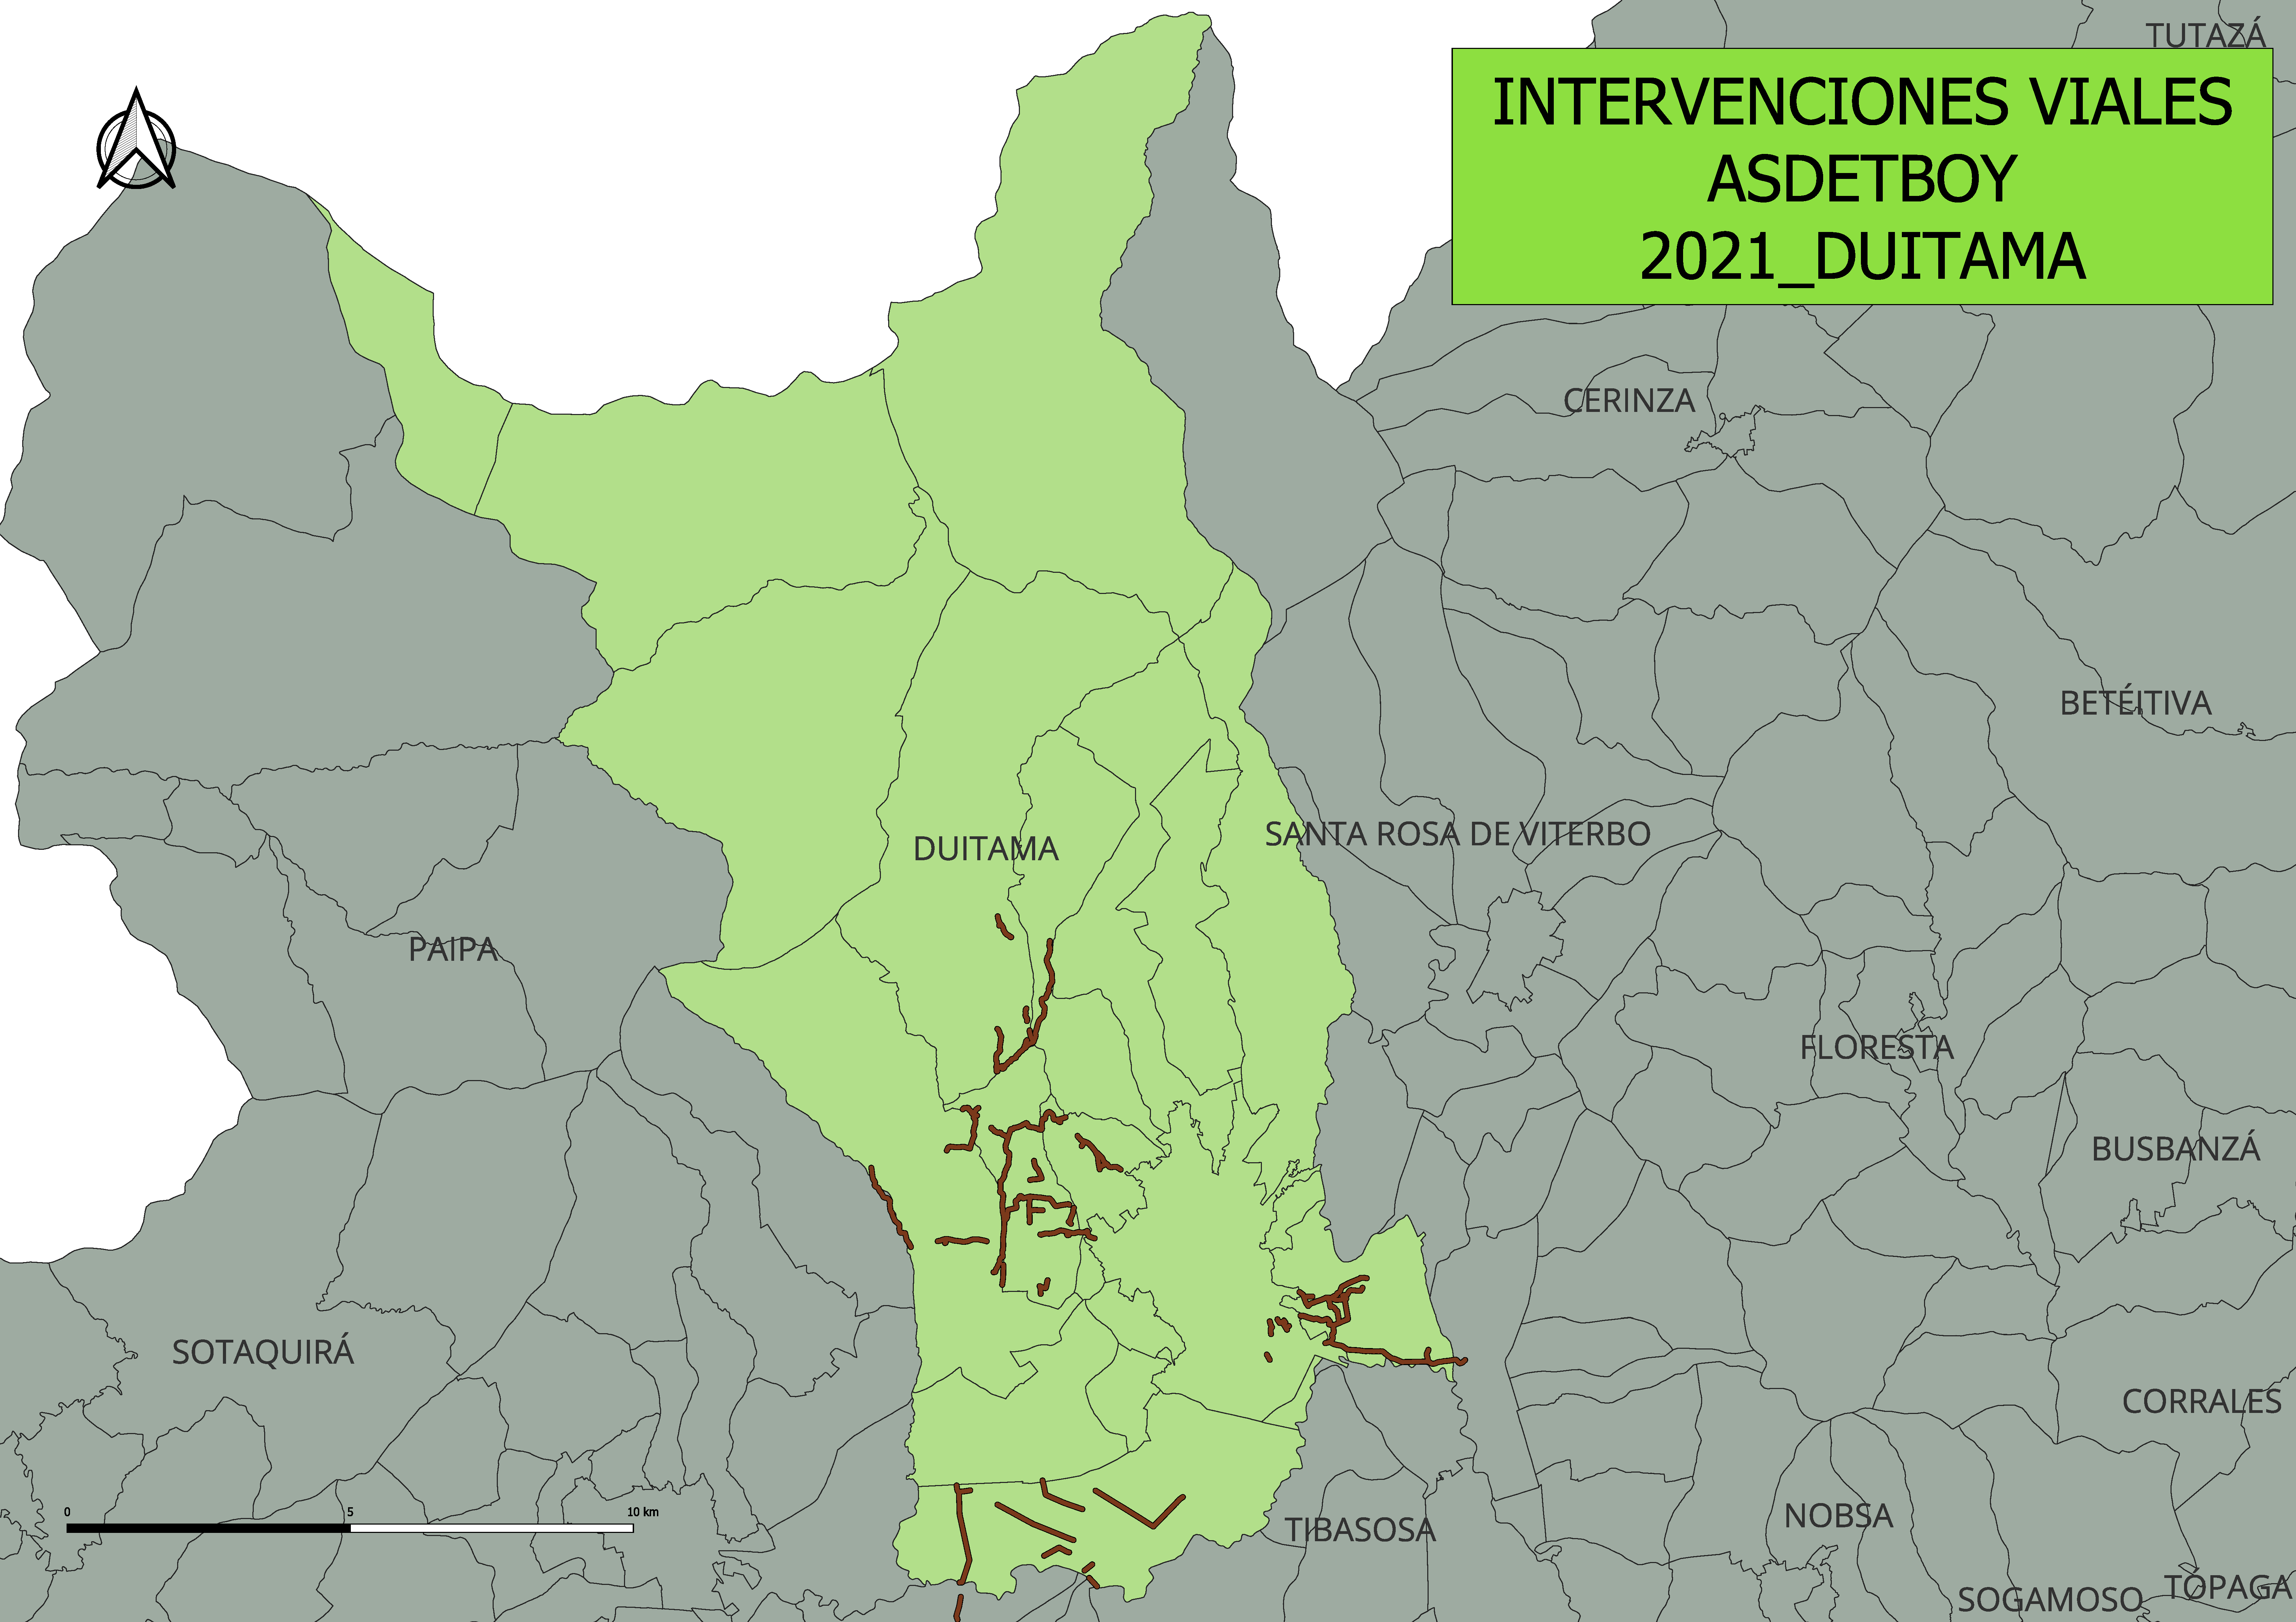 TUTAZÁ
INTERVENCIONES VIALES
ASDETBOY
2021_DUITAMA
CERINZA
BETÉITIVA
SANTA ROSA DE VITERBO
DUITAMA
PAIPA
FLORESTA
BUSBANZÁ
SOTAQUIRÁ
CORRALES
0 5 10 km
NOBSA
TIBASOSA
TÓPAGA
SOGAMOSO